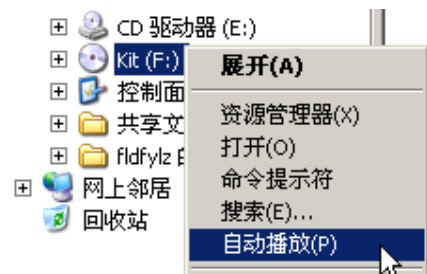 CD 驱动器 (E:)
Kit (F:)
控制面
共享文
fldfylz
网上邻居
回收站
展开(A)
资源管理器(X)
打开(O)
命令提示符
搜索(E)...
自动播放(P)